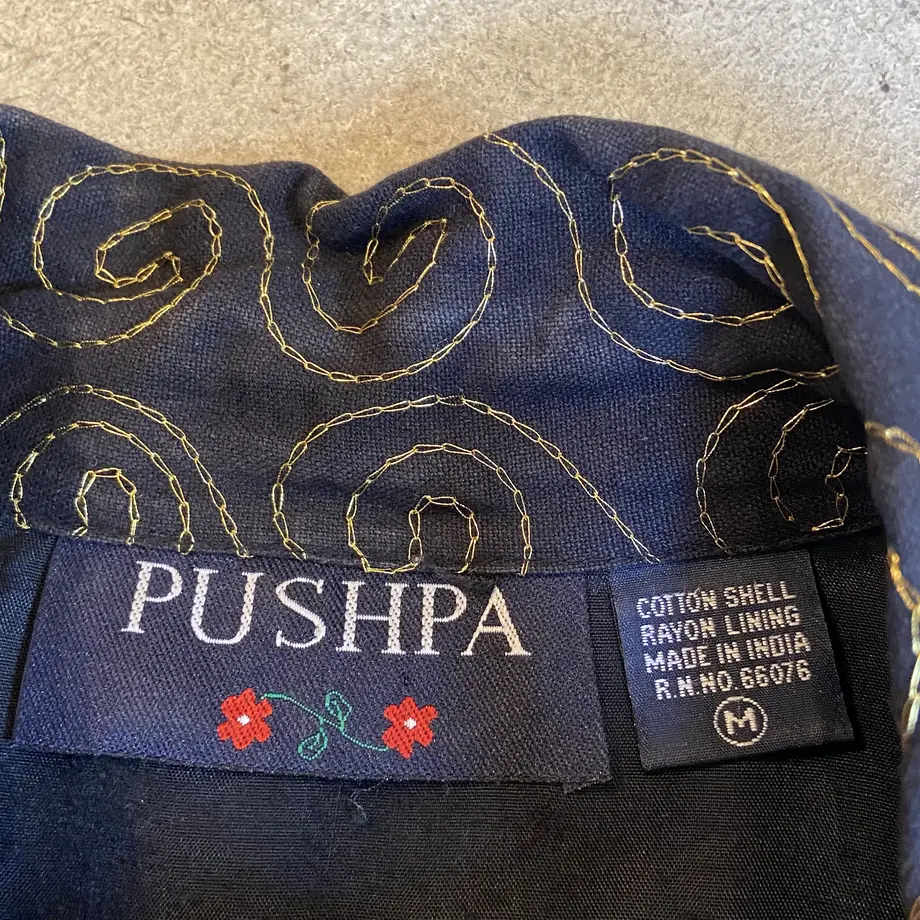 PUSHPA
COTTON SHELL
RAYON LINING
MADE IN INDIA
R.N.NO.66076
M